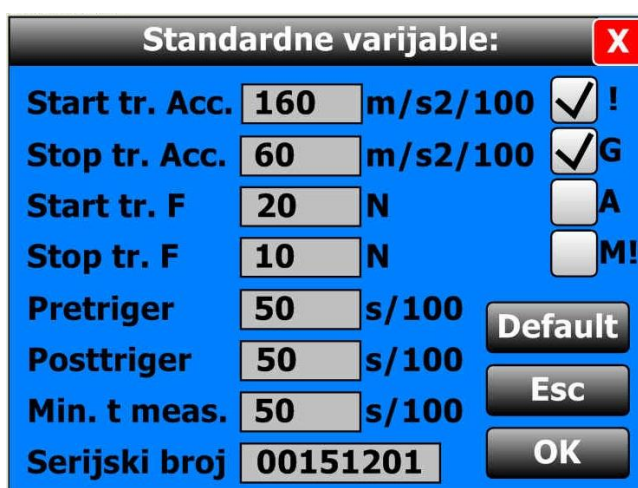 Standardne varijable: X
Start tr. Acc. 160 m/s2/100 !
Stop tr. Acc. 60 m/s2/100 G
Start tr. F 20 N A
Stop tr. F 10 N M!
Pretriger 50 s/100
Default
Posttriger 50 s/100
Esc
Min. t meas. 50 s/100
OK
Serijski broj 00151201